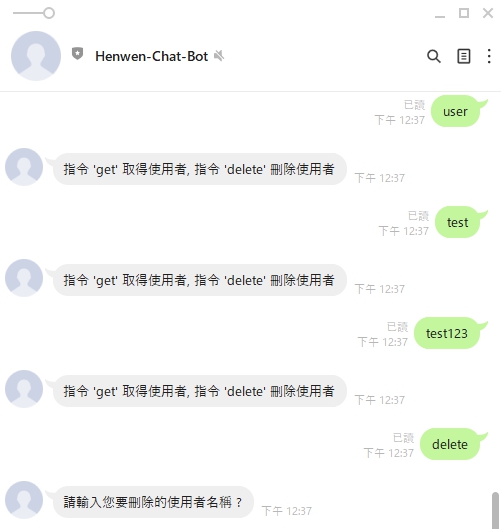 Henwen-Chat-Bot
已讀
下午 12:37
user
指令 'get' 取得使用者, 指令 'delete' 刪除使用者
下午 12:37
已讀
下午 12:37
test
指令 'get' 取得使用者, 指令 'delete' 刪除使用者
下午 12:37
已讀
下午 12:37
test123
指令 'get' 取得使用者, 指令 'delete' 刪除使用者
下午 12:37
已讀
下午 12:37
delete
請輸入您要刪除的使用者名稱 ?
下午 12:37